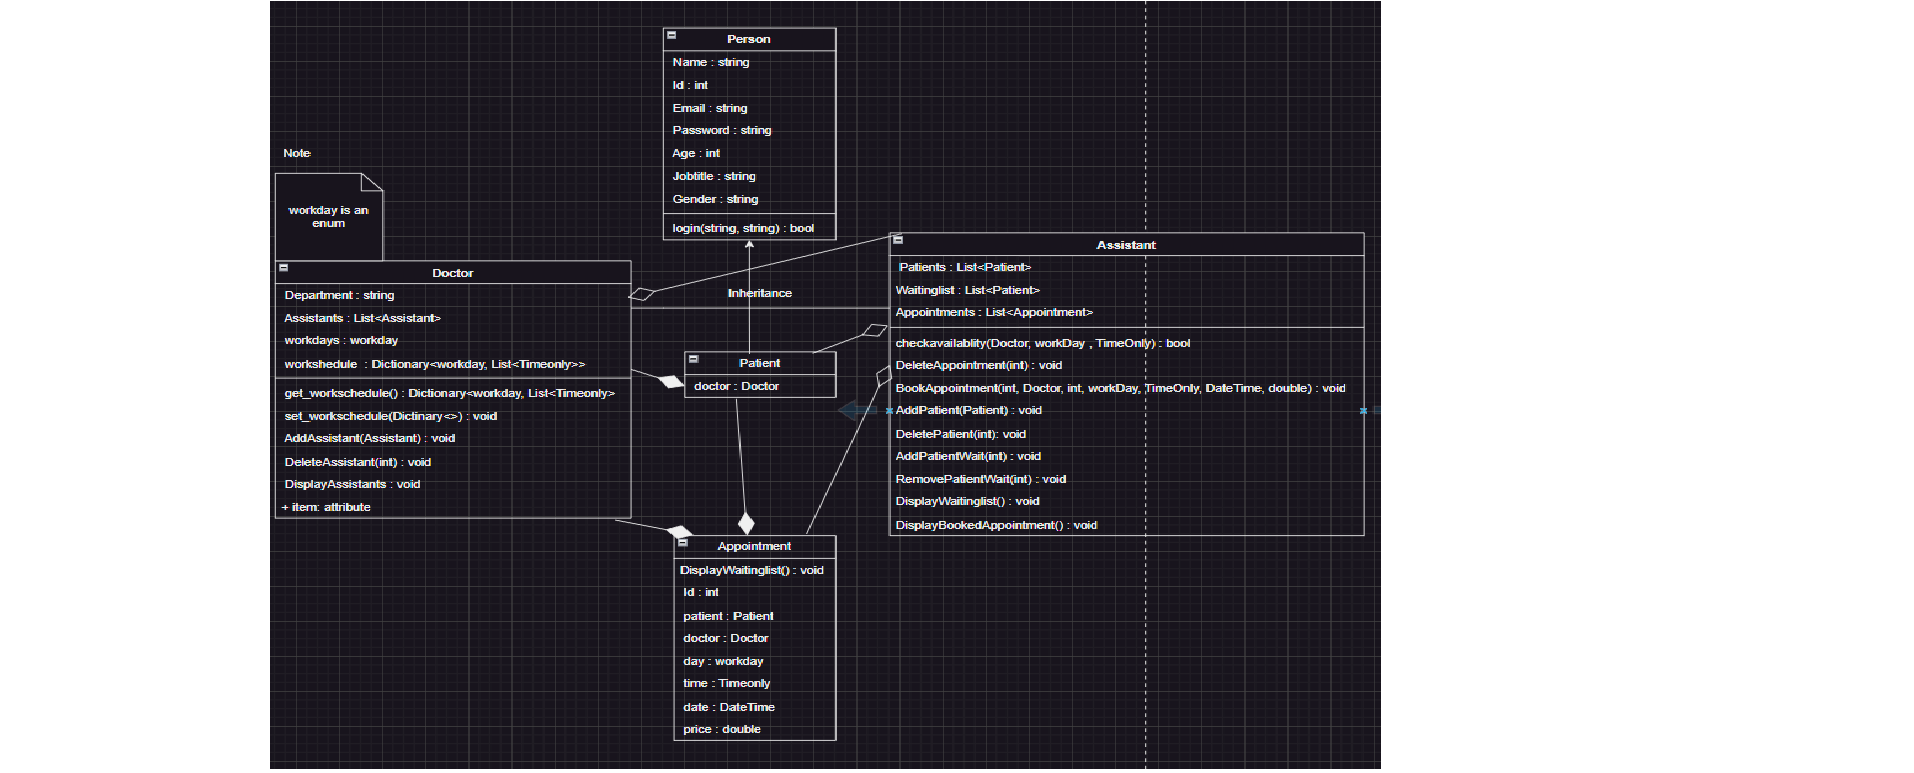 Person
Name : string
Id : int
Email : string
Password : string
Age : int
Jobtitle : string
Gender : string
login(string, string) : bool
Note
workday is an
enum
Doctor
Department : string
Assistants : List<Assistant>
workdays : workday
workshedule : Dictionary<workday, List<Timeonly>>
get_workschedule() : Dictionary<workday, List<Timeonly>
set_workschedule(Dictinary<>) : void
AddAssistant(Assistant) : void
DeleteAssistant(int) : void
DisplayAssistants : void
+ item: attribute
Inheritance
Patient
doctor : Doctor
Assistant
Patients : List<Patient>
Waitinglist : List<Patient>
Appointments : List<Appointment>
checkavailablity(Doctor, workDay , TimeOnly) : bool
DeleteAppointment(int) : void
BookAppointment(int, Doctor, int, workDay, TimeOnly, DateTime, double) : void
AddPatient(Patient) : void
DeletePatient(int): void
AddPatientWait(int) : void
RemovePatientWait(int) : void
DisplayWaitinglist() : void
DisplayBookedAppointment() : void
Appointment
DisplayWaitinglist() : void
Id : int
patient : Patient
doctor : Doctor
day : workday
time : Timeonly
date : DateTime
price : double